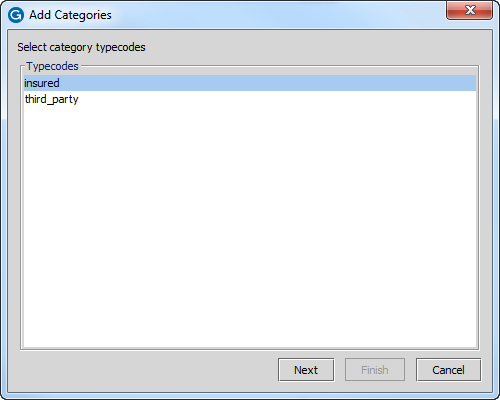 Add Categories
Select category typecodes
Typecodes
insured
third_party
Next
Finish
Cancel